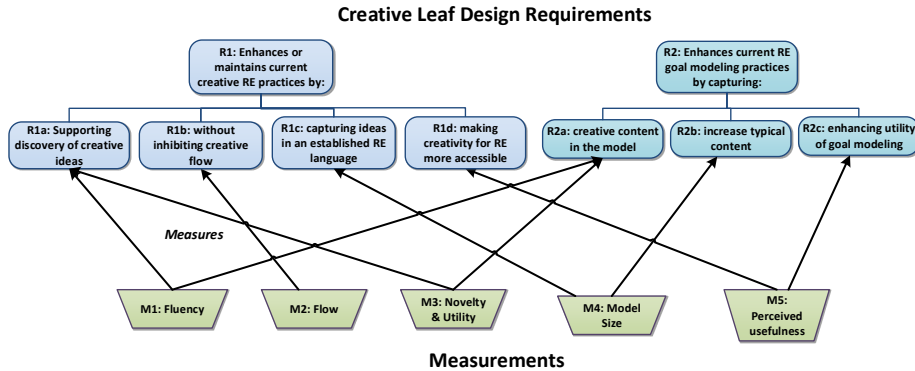 Creative Leaf Design Requirements
R1: Enhances or
maintains current
creative RE practices by:
R2: Enhances current RE
goal modeling practices
by capturing:
R1a: Supporting
discovery of creative
ideas
R1b: without
inhibiting creative
flow
R1c: capturing ideas
in an established RE
language
R1d: making
creativity for RE
more accessible
R2a: creative content
in the model
R2b: increase typical
content
R2c: enhancing utility
of goal modeling
Measures
M1: Fluency
M2: Flow
M3: Novelty
& Utility
M4: Model
Size
M5:
Perceived
usefulness
Measurements